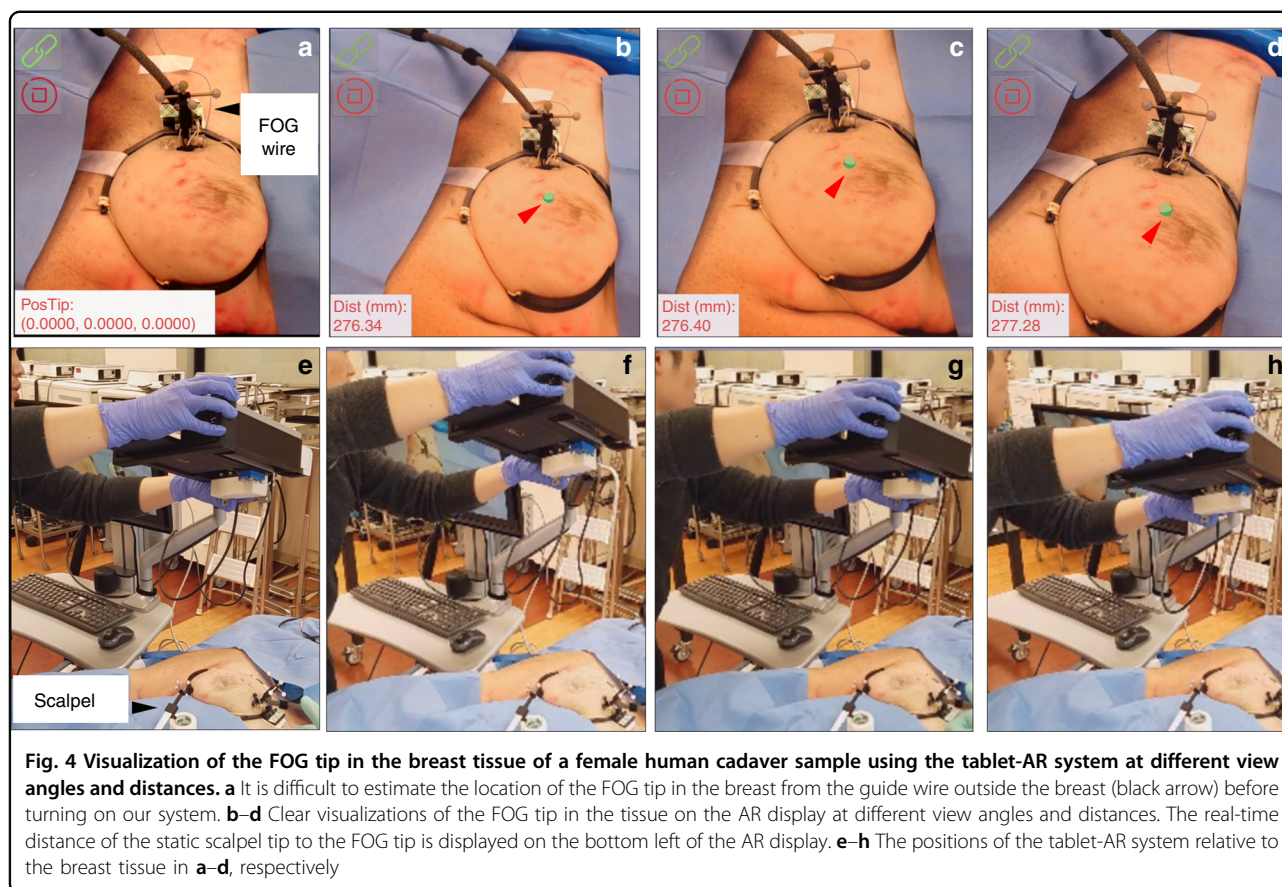 a
b
c
d
FOG
wire
PosTip:
(0.0000, 0.0000, 0.0000)
Dist (mm):
276.34
Dist (mm):
276.40
Dist (mm):
277.28
e
f
g
h
Scalpel
Fig. 4 Visualization of the FOG tip in the breast tissue of a female human cadaver sample using the tablet-AR system at different view
angles and distances. a It is difficult to estimate the location of the FOG tip in the breast from the guide wire outside the breast (black arrow) before
turning on our system. b–d Clear visualizations of the FOG tip in the tissue on the AR display at different view angles and distances. The real-time
distance of the static scalpel tip to the FOG tip is displayed on the bottom left of the AR display. e–h The positions of the tablet-AR system relative to
the breast tissue in a–d, respectively